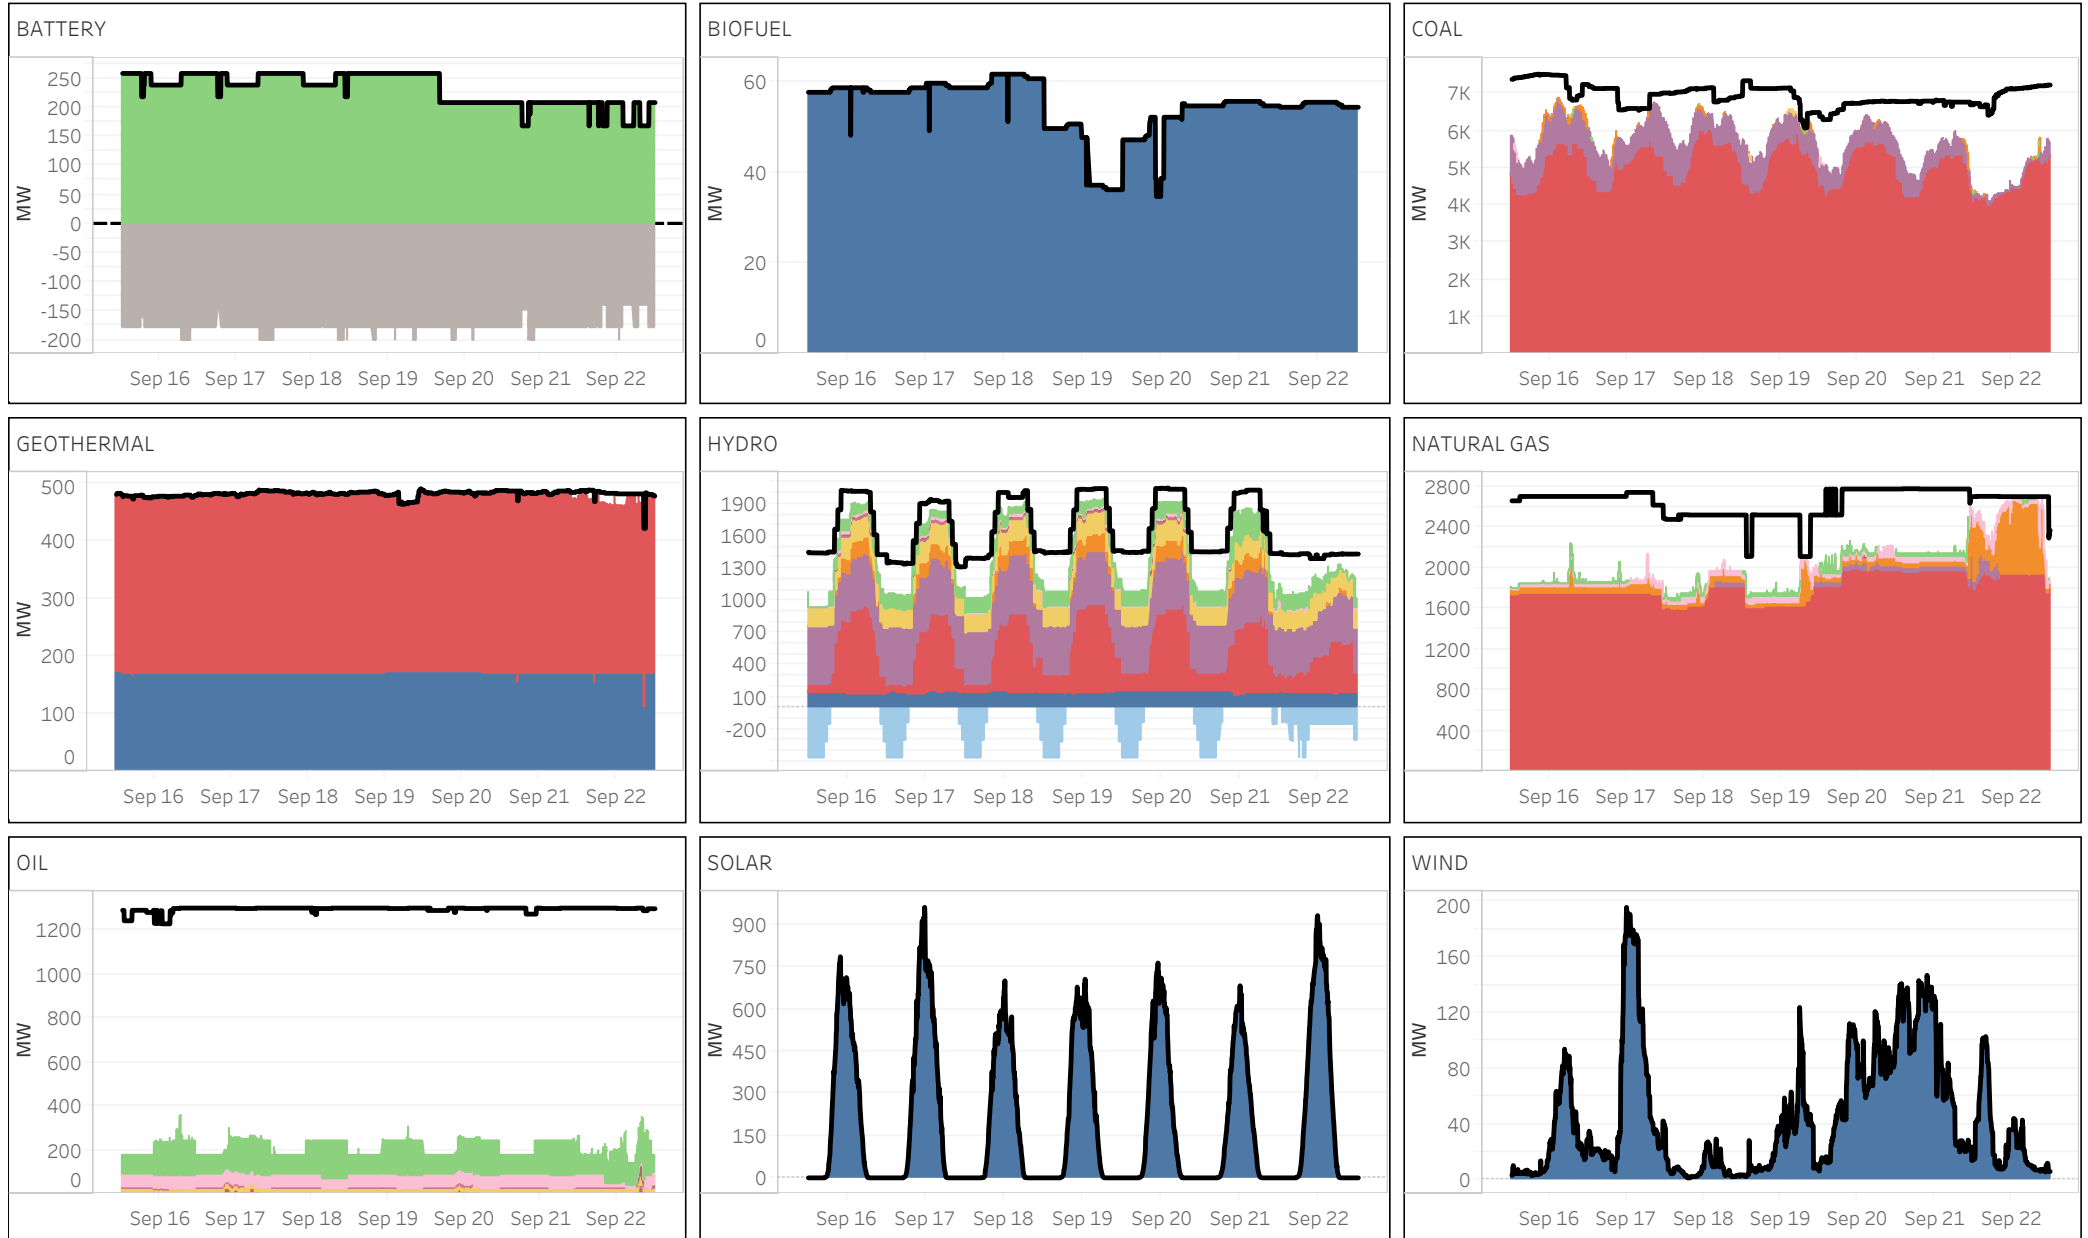 BATTERY
MW
250
200
150
100
50
0
-50
-100
-150
-200
Sep 16 Sep 17 Sep 18 Sep 19 Sep 20 Sep 21 Sep 22
BIOFUEL
MW
60
40
20
0
Sep 16 Sep 17 Sep 18 Sep 19 Sep 20 Sep 21 Sep 22
COAL
MW
7K
6K
5K
4K
3K
2K
1K
Sep 16 Sep 17 Sep 18 Sep 19 Sep 20 Sep 21 Sep 22
GEOTHERMAL
MW
500
400
300
200
100
0
Sep 16 Sep 17 Sep 18 Sep 19 Sep 20 Sep 21 Sep 22
HYDRO
MW
1900
1600
1300
1000
700
400
100
-200
Sep 16 Sep 17 Sep 18 Sep 19 Sep 20 Sep 21 Sep 22
NATURAL GAS
MW
2800
2400
2000
1600
1200
800
400
Sep 16 Sep 17 Sep 18 Sep 19 Sep 20 Sep 21 Sep 22
OIL
MW
1200
1000
800
600
400
200
0
Sep 16 Sep 17 Sep 18 Sep 19 Sep 20 Sep 21 Sep 22
SOLAR
MW
900
750
600
450
300
150
0
Sep 16 Sep 17 Sep 18 Sep 19 Sep 20 Sep 21 Sep 22
WIND
MW
200
160
120
80
40
0
Sep 16 Sep 17 Sep 18 Sep 19 Sep 20 Sep 21 Sep 22